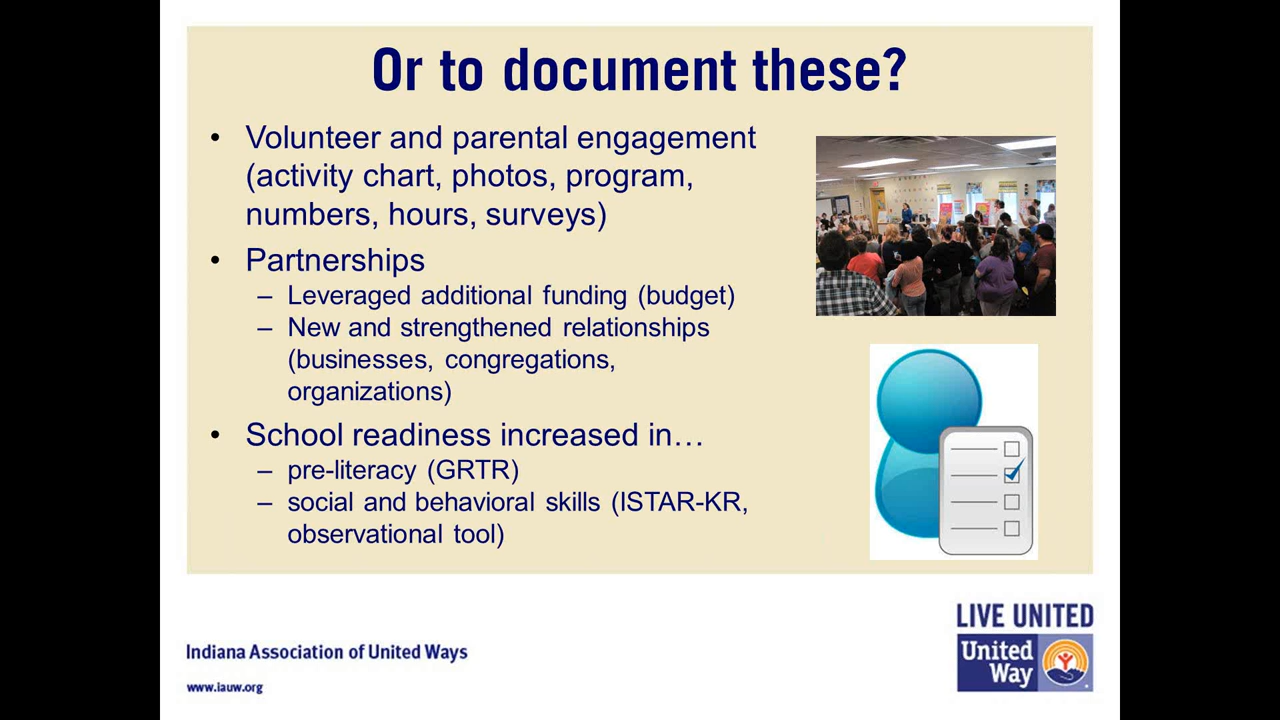 Or to document these?
• Volunteer and parental engagement
(activity chart, photos, program,
numbers, hours, surveys)
• Partnerships
– Leveraged additional funding (budget)
– New and strengthened relationships
(businesses, congregations,
organizations)
• School readiness increased in…
– pre-literacy (GRTR)
– social and behavioral skills (ISTAR-KR,
observational tool)
Indiana Association of United Ways
www.iauw.org
LIVE UNITED
United
Way